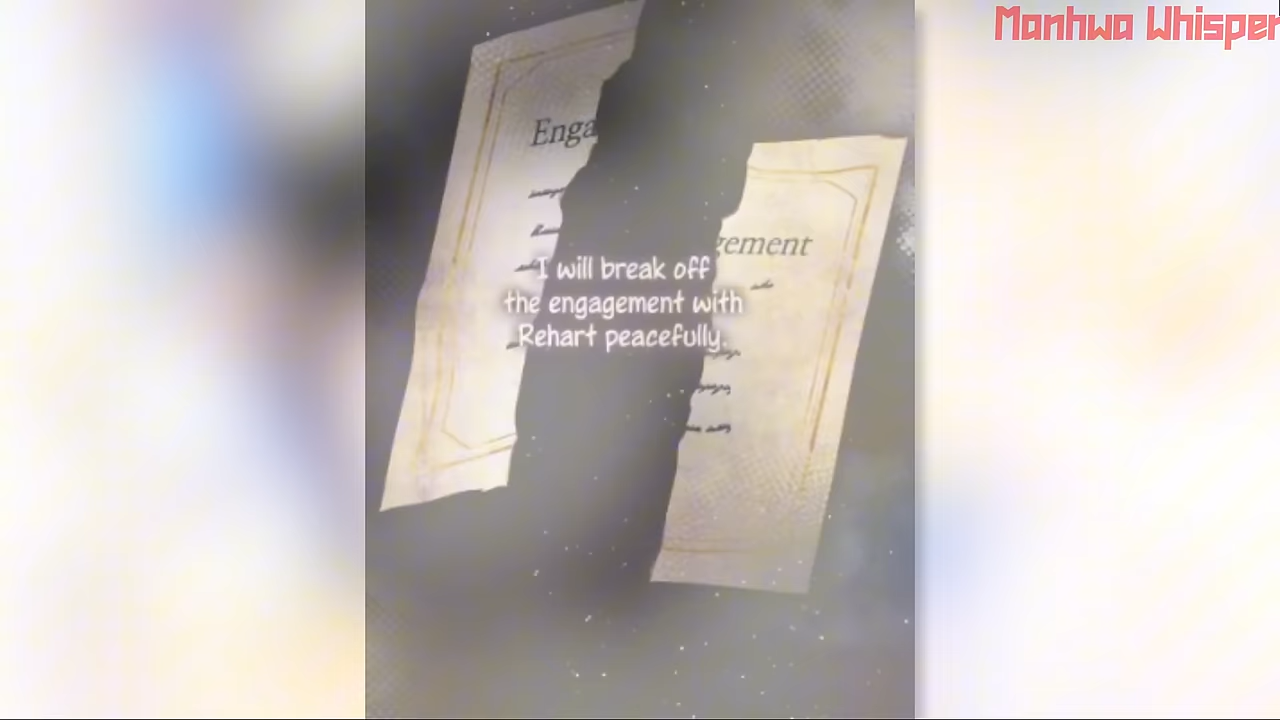 Manhwa Whisper
Enga
gement
I will break off
the engagement with
Rehart peacefully.